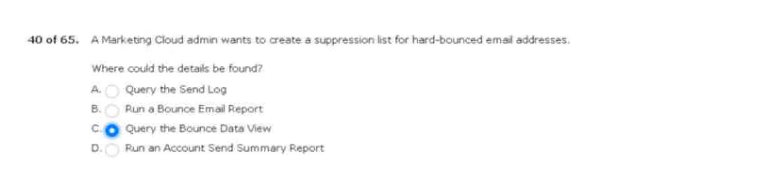 40 of 65. A Marketing Cloud admin wants to create a suppression list for hard-bounced email addresses.
Where could the details be found?
A. Query the Send Log
B. Run a Bounce Email Report
C. Query the Bounce Data View
D. Run an Account Send Summary Report